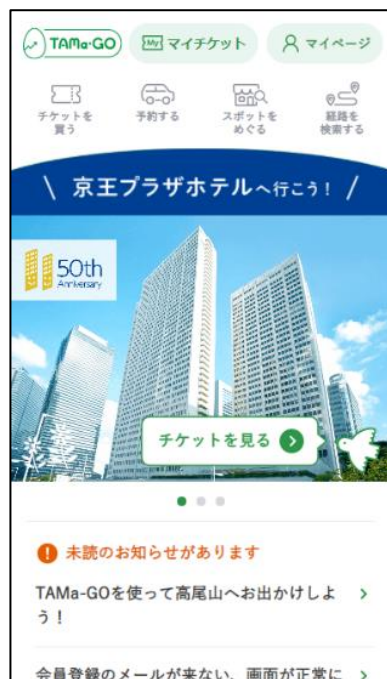 TAMa-GO
My マイチケット
マイページ
チケットを
買う
予約する
スポットを
めぐる
経路を
検索する
\ 京王プラザホテルへ行こう! /
50th
Anniversary
チケットを見る
未読のお知らせがあります
TAMa-GOを使って高尾山へお出かけしよ
う!
会員登録のメールが来ない、画面が正常に